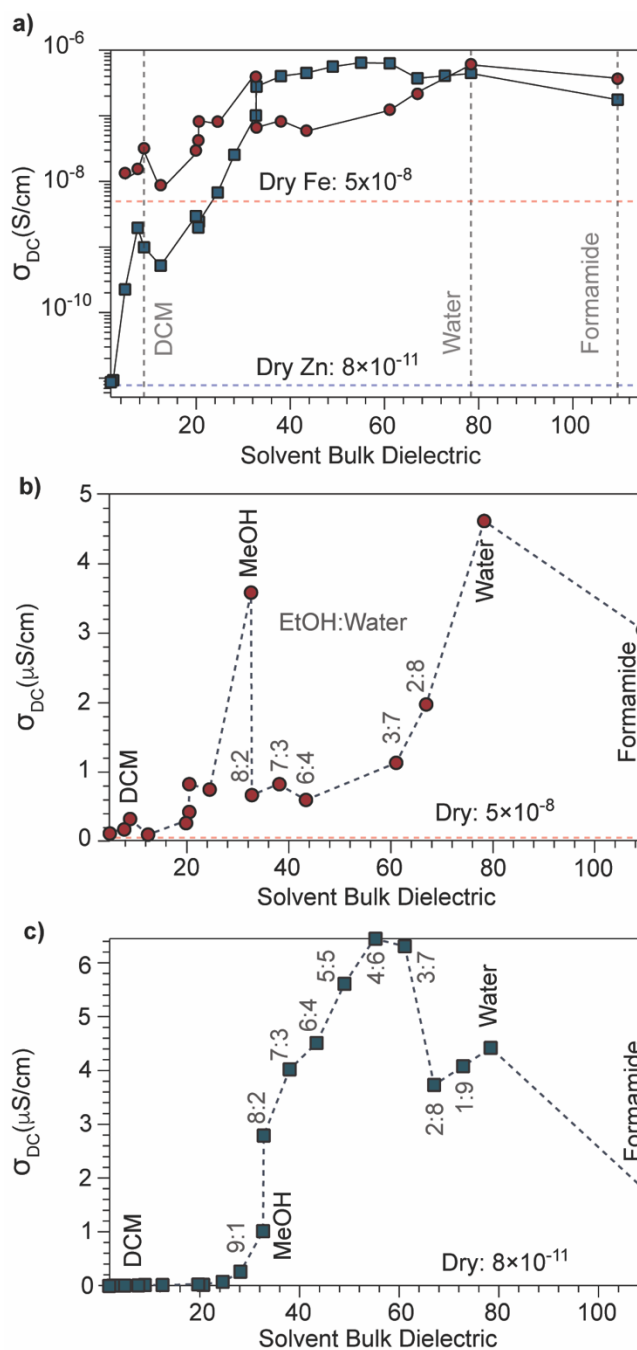 a)
10⁻⁶
10⁻⁸
10⁻¹⁰
σDC(S/cm)
Dry Fe: 5x10⁻⁸
Dry Zn: 8×10⁻¹¹
DCM
Water
Formamide
20
40
60
80
100
Solvent Bulk Dielectric
b)
5
4
3
2
1
0
σDC(μS/cm)
DCM
MeOH
EtOH:Water
8:2
7:3
6:4
3:7
2:8
Water
Formamide
Dry: 5×10⁻⁸
20
40
60
80
100
Solvent Bulk Dielectric
c)
6
5
4
3
2
1
0
σDC(μS/cm)
DCM
9:1
MeOH
8:2
7:3
6:4
5:5
4:6
3:7
2:8
1:9
Water
Formamide
Dry: 8×10⁻¹¹
20
40
60
80
100
Solvent Bulk Dielectric